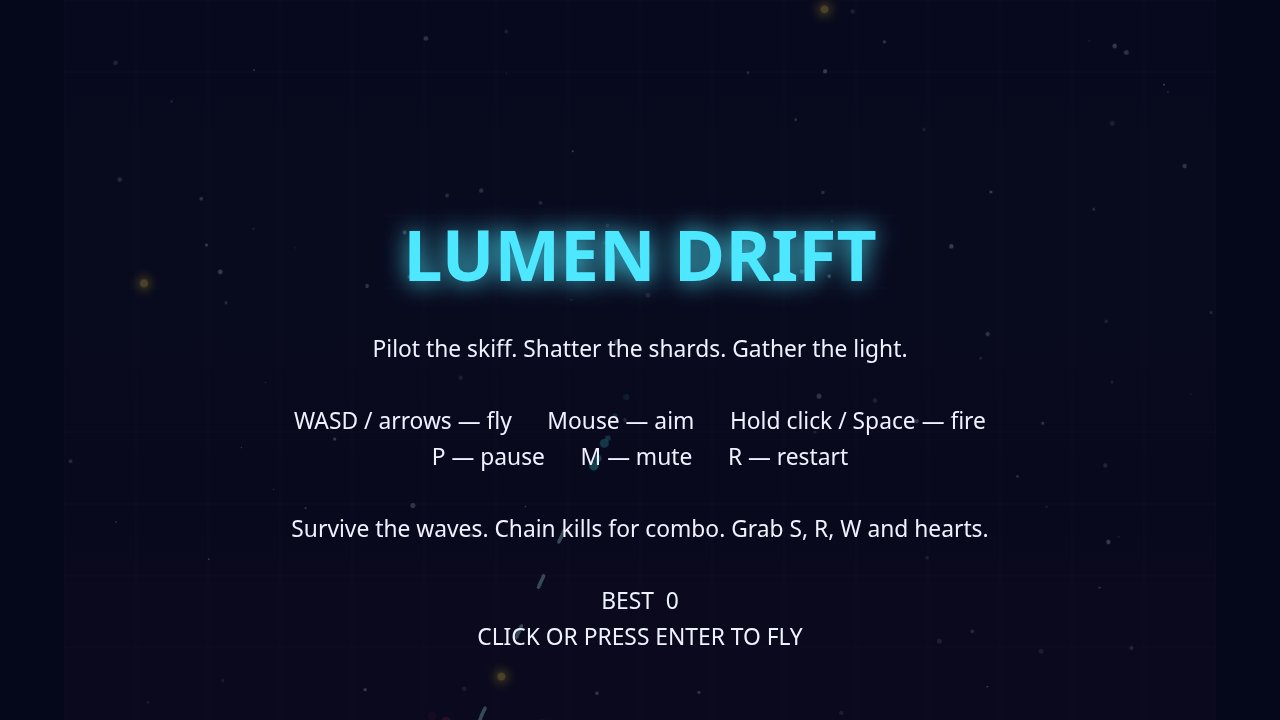 LUMEN DRIFT
Pilot the skiff. Shatter the shards. Gather the light.
WASD / arrows — fly Mouse — aim Hold click / Space — fire
P — pause M — mute R — restart
Survive the waves. Chain kills for combo. Grab S, R, W and hearts.
BEST 0
CLICK OR PRESS ENTER TO FLY